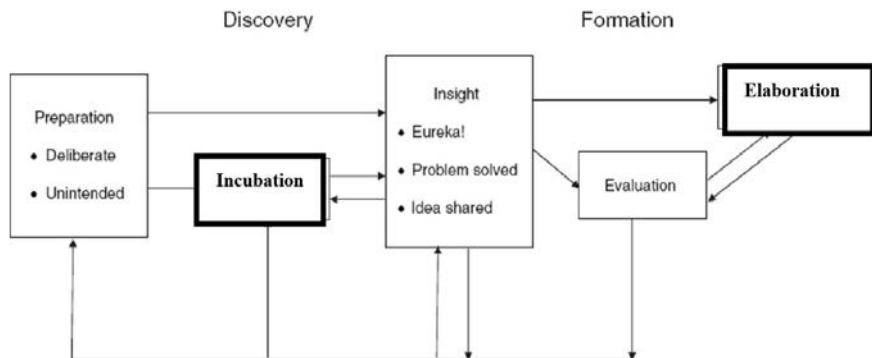 Discovery
Formation
Preparation
• Deliberate
• Unintended
Incubation
Insight
• Eureka!
• Problem solved
• Idea shared
Evaluation
Elaboration